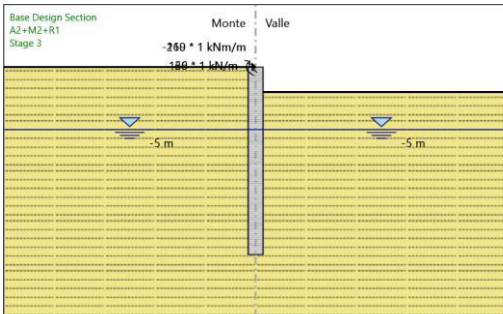 Base Design Section
A2+M2+R1
Stage 3
Monte Valle
* 1 kNm/m
* 1 kN/m
-5 m
-5 m